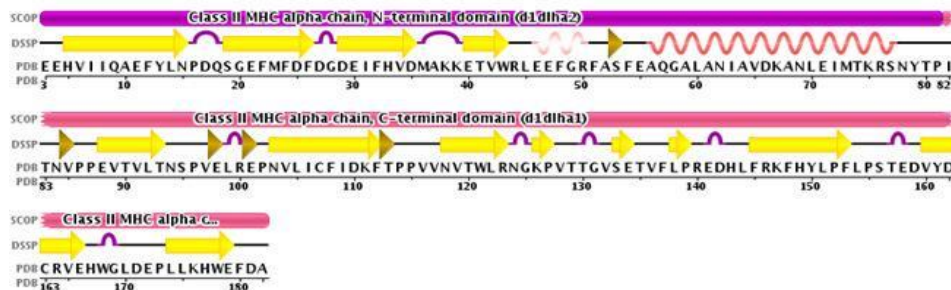 SCOP Class II MHC alpha chain, N-terminal domain (d1dlha2)
DSSP
PDB EEHVIIQAEFYLNPDQSGEFMFDFDGDEIFHVDMAKKETVWRLEEFGRFASFEAQGALANIAVDKANLEIMTKRSNYTPI
PDB 3 10 20 30 40 50 60 70 80 82
SCOP Class II MHC alpha chain, C-terminal domain (d1dlha1)
DSSP
PDB TNVPPEVTVLTNSPVELREPNVLICFIDKFTPPVVNVTWLRNGKPVTTGVSETVFLPREDHLFRKFHYLPFLPSTEDVYD
PDB 83 90 100 110 120 130 140 150 160
SCOP Class II MHC alpha c...
DSSP
PDB CRVEHWGLDEPLLKHWEFDA
PDB 163 170 180